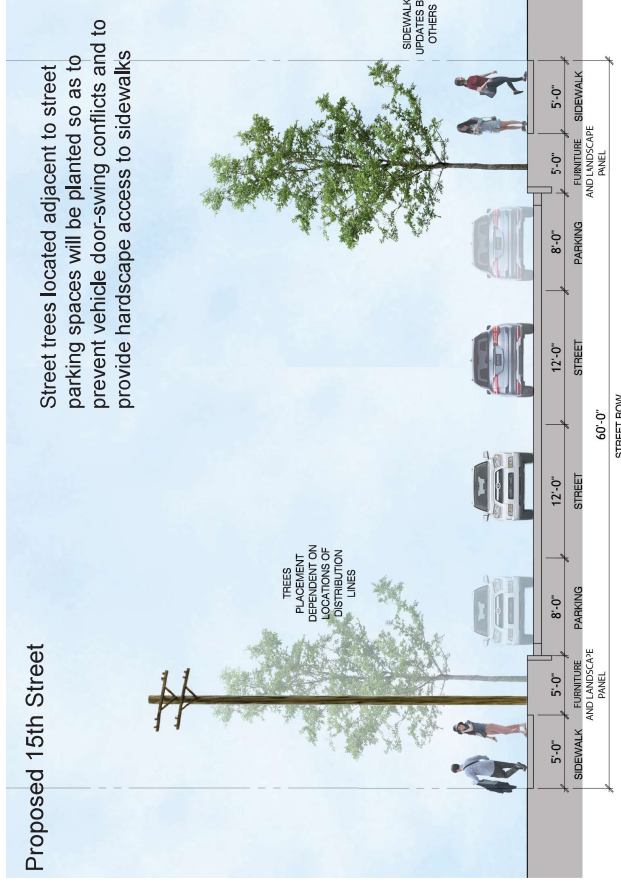 Proposed 15th Street
Street trees located adjacent to street
parking spaces will be planted so as to
prevent vehicle door-swing conflicts and to
provide hardscape access to sidewalks
TREES
PLACEMENT
DEPENDENT ON
LOCATIONS OF
DISTRIBUTION
LINES
SIDEWALK
UPDATES B
OTHERS
5'-0"
5'-0"
8'-0"
12'-0"
12'-0"
8'-0"
5'-0"
5'-0"
SIDEWALK
FURNITURE
AND LANDSCAPE
PANEL
PARKING
STREET
STREET
PARKING
FURNITURE
AND LANDSCAPE
PANEL
SIDEWALK
60'-0"
STREET ROW